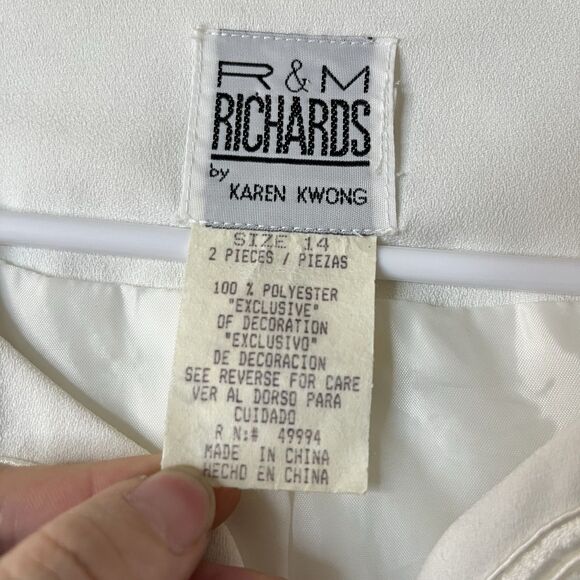 R & M
RICHARDS
by
KAREN KWONG
SIZE 14
2 PIECES / PIEZAS
100 % POLYESTER
"EXCLUSIVE"
OF DECORATION
"EXCLUSIVO"
DE DECORACION
SEE REVERSE FOR CARE
VER AL DORSO PARA
CUIDADO
R N:# 49994
MADE IN CHINA
HECHO EN CHINA